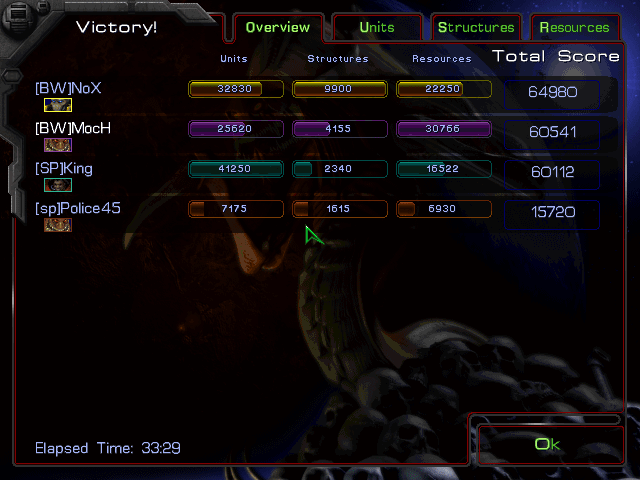 Victory!
Overview
Units
Structures
Resources
Units Structures Resources Total Score
[BW]NoX 32830 9900 22250 64980
[BW]MocH 25620 4155 30766 60541
[SP]King 41250 2340 16522 60112
[sp]Police45 7175 1615 6930 15720
Elapsed Time: 33:29
Ok